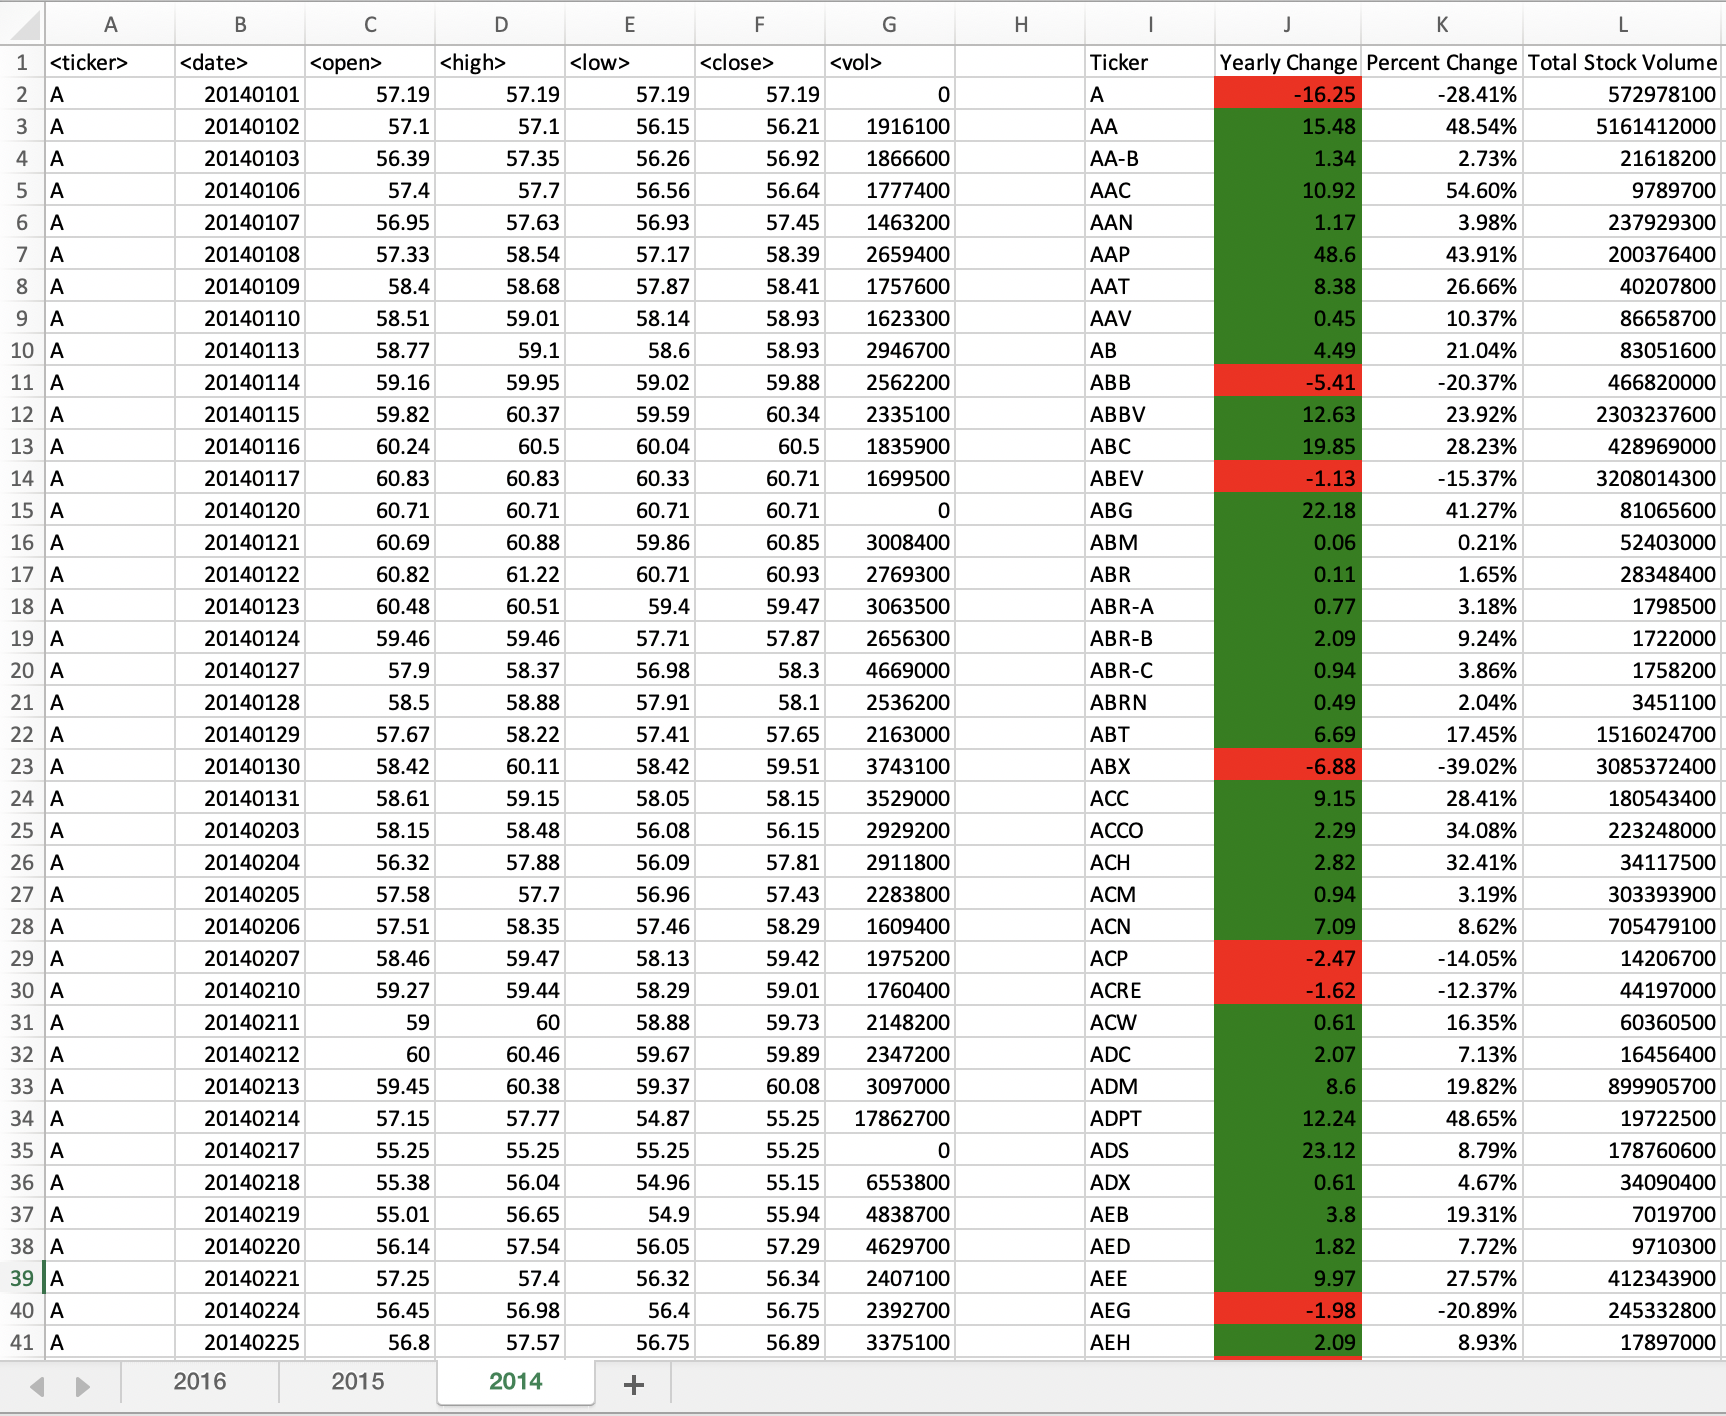 A B C D E F G H I J K L
1 <ticker> <date> <open> <high> <low> <close> <vol> Ticker Yearly Change Percent Change Total Stock Volume
2 A 20140101 57.19 57.19 57.19 57.19 0 A -16.25 -28.41% 572978100
3 A 20140102 57.1 57.1 56.15 56.21 1916100 AA 15.48 48.54% 5161412000
4 A 20140103 56.39 57.35 56.26 56.92 1866600 AA-B 1.34 2.73% 21618200
5 A 20140106 57.4 57.7 56.56 56.64 1777400 AAC 10.92 54.60% 9789700
6 A 20140107 56.95 57.63 56.93 57.45 1463200 AAN 1.17 3.98% 237929300
7 A 20140108 57.33 58.54 57.17 58.39 2659400 AAP 48.6 43.91% 200376400
8 A 20140109 58.4 58.68 57.87 58.41 1757600 AAT 8.38 26.66% 40207800
9 A 20140110 58.51 59.01 58.14 58.93 1623300 AAV 0.45 10.37% 86658700
10 A 20140113 58.77 59.1 58.6 58.93 2946700 AB 4.49 21.04% 83051600
11 A 20140114 59.16 59.95 59.02 59.88 2562200 ABB -5.41 -20.37% 466820000
12 A 20140115 59.82 60.37 59.59 60.34 2335100 ABBV 12.63 23.92% 2303237600
13 A 20140116 60.24 60.5 60.04 60.5 1835900 ABC 19.85 28.23% 428969000
14 A 20140117 60.83 60.83 60.33 60.71 1699500 ABEV -1.13 -15.37% 3208014300
15 A 20140120 60.71 60.71 60.71 60.71 0 ABG 22.18 41.27% 81065600
16 A 20140121 60.69 60.88 59.86 60.85 3008400 ABM 0.06 0.21% 52403000
17 A 20140122 60.82 61.22 60.71 60.93 2769300 ABR 0.11 1.65% 28348400
18 A 20140123 60.48 60.51 59.4 59.47 3063500 ABR-A 0.77 3.18% 1798500
19 A 20140124 59.46 59.46 57.71 57.87 2656300 ABR-B 2.09 9.24% 1722000
20 A 20140127 57.9 58.37 56.98 58.3 4669000 ABR-C 0.94 3.86% 1758200
21 A 20140128 58.5 58.88 57.91 58.1 2536200 ABRN 0.49 2.04% 3451100
22 A 20140129 57.67 58.22 57.41 57.65 2163000 ABT 6.69 17.45% 1516024700
23 A 20140130 58.42 60.11 58.42 59.51 3743100 ABX -6.88 -39.02% 3085372400
24 A 20140131 58.61 59.15 58.05 58.15 3529000 ACC 9.15 28.41% 180543400
25 A 20140203 58.15 58.48 56.08 56.15 2929200 ACCO 2.29 34.08% 223248000
26 A 20140204 56.32 57.88 56.09 57.81 2911800 ACH 2.82 32.41% 34117500
27 A 20140205 57.58 57.7 56.96 57.43 2283800 ACM 0.94 3.19% 303393900
28 A 20140206 57.51 58.35 57.46 58.29 1609400 ACN 7.09 8.62% 705479100
29 A 20140207 58.46 59.47 58.13 59.42 1975200 ACP -2.47 -14.05% 14206700
30 A 20140210 59.27 59.44 58.29 59.01 1760400 ACRE -1.62 -12.37% 44197000
31 A 20140211 59 60 58.88 59.73 2148200 ACW 0.61 16.35% 60360500
32 A 20140212 60 60.46 59.67 59.89 2347200 ADC 2.07 7.13% 16456400
33 A 20140213 59.45 60.38 59.37 60.08 3097000 ADM 8.6 19.82% 899905700
34 A 20140214 57.15 57.77 54.87 55.25 17862700 ADPT 12.24 48.65% 19722500
35 A 20140217 55.25 55.25 55.25 55.25 0 ADS 23.12 8.79% 178760600
36 A 20140218 55.38 56.04 54.96 55.15 6553800 ADX 0.61 4.67% 34090400
37 A 20140219 55.01 56.65 54.9 55.94 4838700 AEB 3.8 19.31% 7019700
38 A 20140220 56.14 57.54 56.05 57.29 4629700 AED 1.82 7.72% 9710300
39 A 20140221 57.25 57.4 56.32 56.34 2407100 AEE 9.97 27.57% 412343900
40 A 20140224 56.45 56.98 56.4 56.75 2392700 AEG -1.98 -20.89% 245332800
41 A 20140225 56.8 57.57 56.75 56.89 3375100 AEH 2.09 8.93% 17897000
2016 2015 2014 +